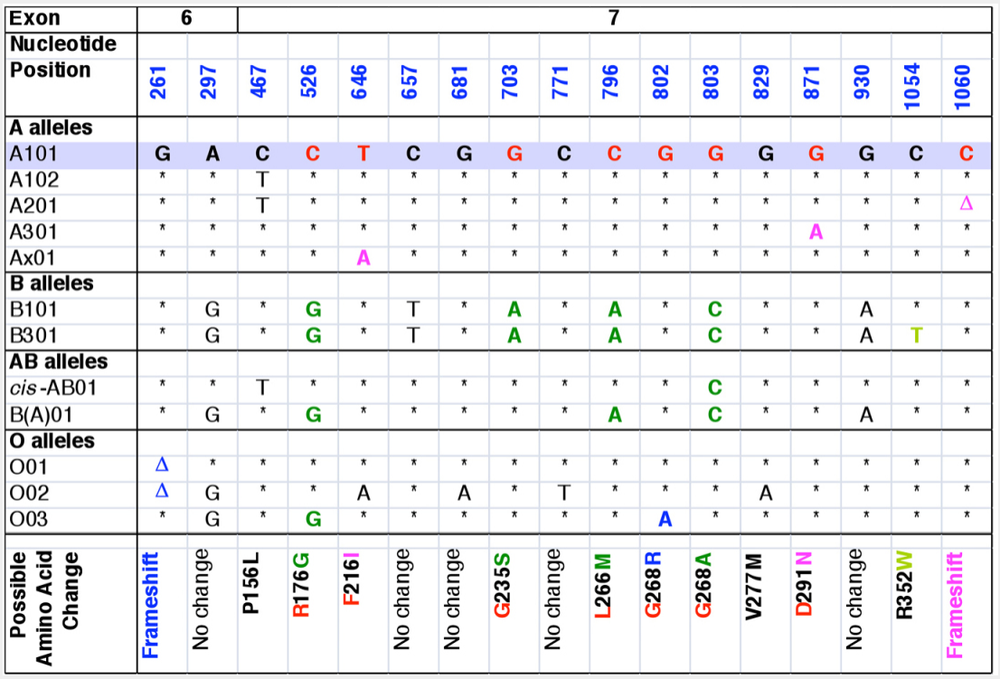 Exon 6 7
Nucleotide
Position 261 297 467 526 646 657 681 703 771 796 802 803 829 871 930 1054 1060
A alleles
A101 G A C C T C G G C C G G G G G C C
A102 * * T * * * * * * * * * * * * * *
A201 * * T * * * * * * * * * * * * * Δ
A301 * * * * * * * * * * * * * A * * *
Ax01 * * * * A * * * * * * * * * * * *
B alleles
B101 * G * G * T * A * A * C * * A * *
B301 * G * G * T * A * A * C * * A T *
AB alleles
cis-AB01 * * T * * * * * * * * C * * * * *
B(A)01 * G * G * * * * * A * C * * A * *
O alleles
O01 Δ * * * * * * * * * * * * * * * *
O02 Δ G * * A * A * T * * * A * * * *
O03 * G * G * * * * * * A * * * * * *
Possible
Amino Acid
Change
Frameshift
No change
P156L
R176G
F216I
No change
No change
G235S
No change
L266M
G268R
G268A
V277M
D291N
No change
R352W
Frameshift